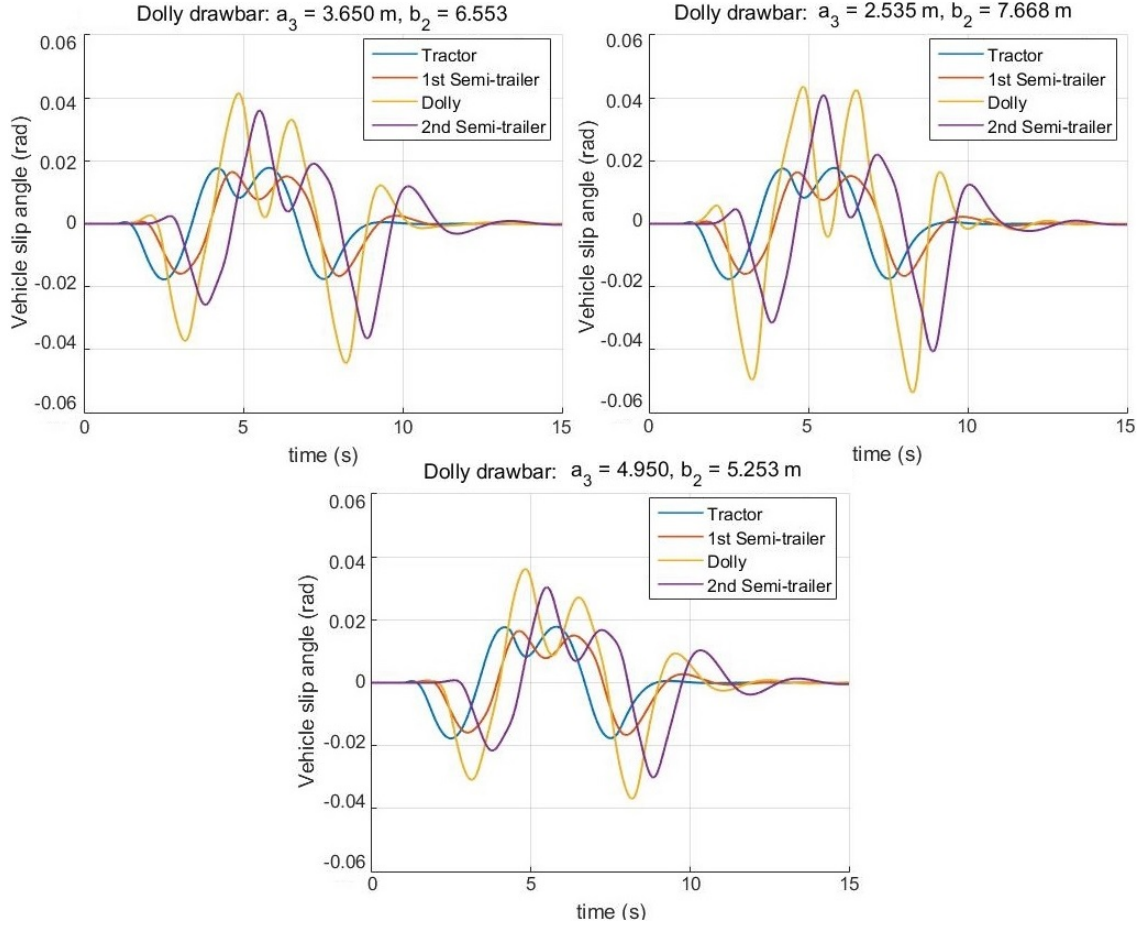 Dolly drawbar: a3 = 3.650 m, b2 = 6.553
0.06
0.04
0.02
0
-0.02
-0.04
-0.06
Vehicle slip angle (rad)
Tractor
1st Semi-trailer
Dolly
2nd Semi-trailer
0 5 10 15
time (s)
Dolly drawbar: a3 = 2.535 m, b2 = 7.668 m
0.06
0.04
0.02
0
-0.02
-0.04
-0.06
Vehicle slip angle (rad)
Tractor
1st Semi-trailer
Dolly
2nd Semi-trailer
0 5 10 15
time (s)
Dolly drawbar: a3 = 4.950, b2 = 5.253 m
0.06
0.04
0.02
0
-0.02
-0.04
-0.06
Vehicle slip angle (rad)
Tractor
1st Semi-trailer
Dolly
2nd Semi-trailer
0 5 10 15
time (s)